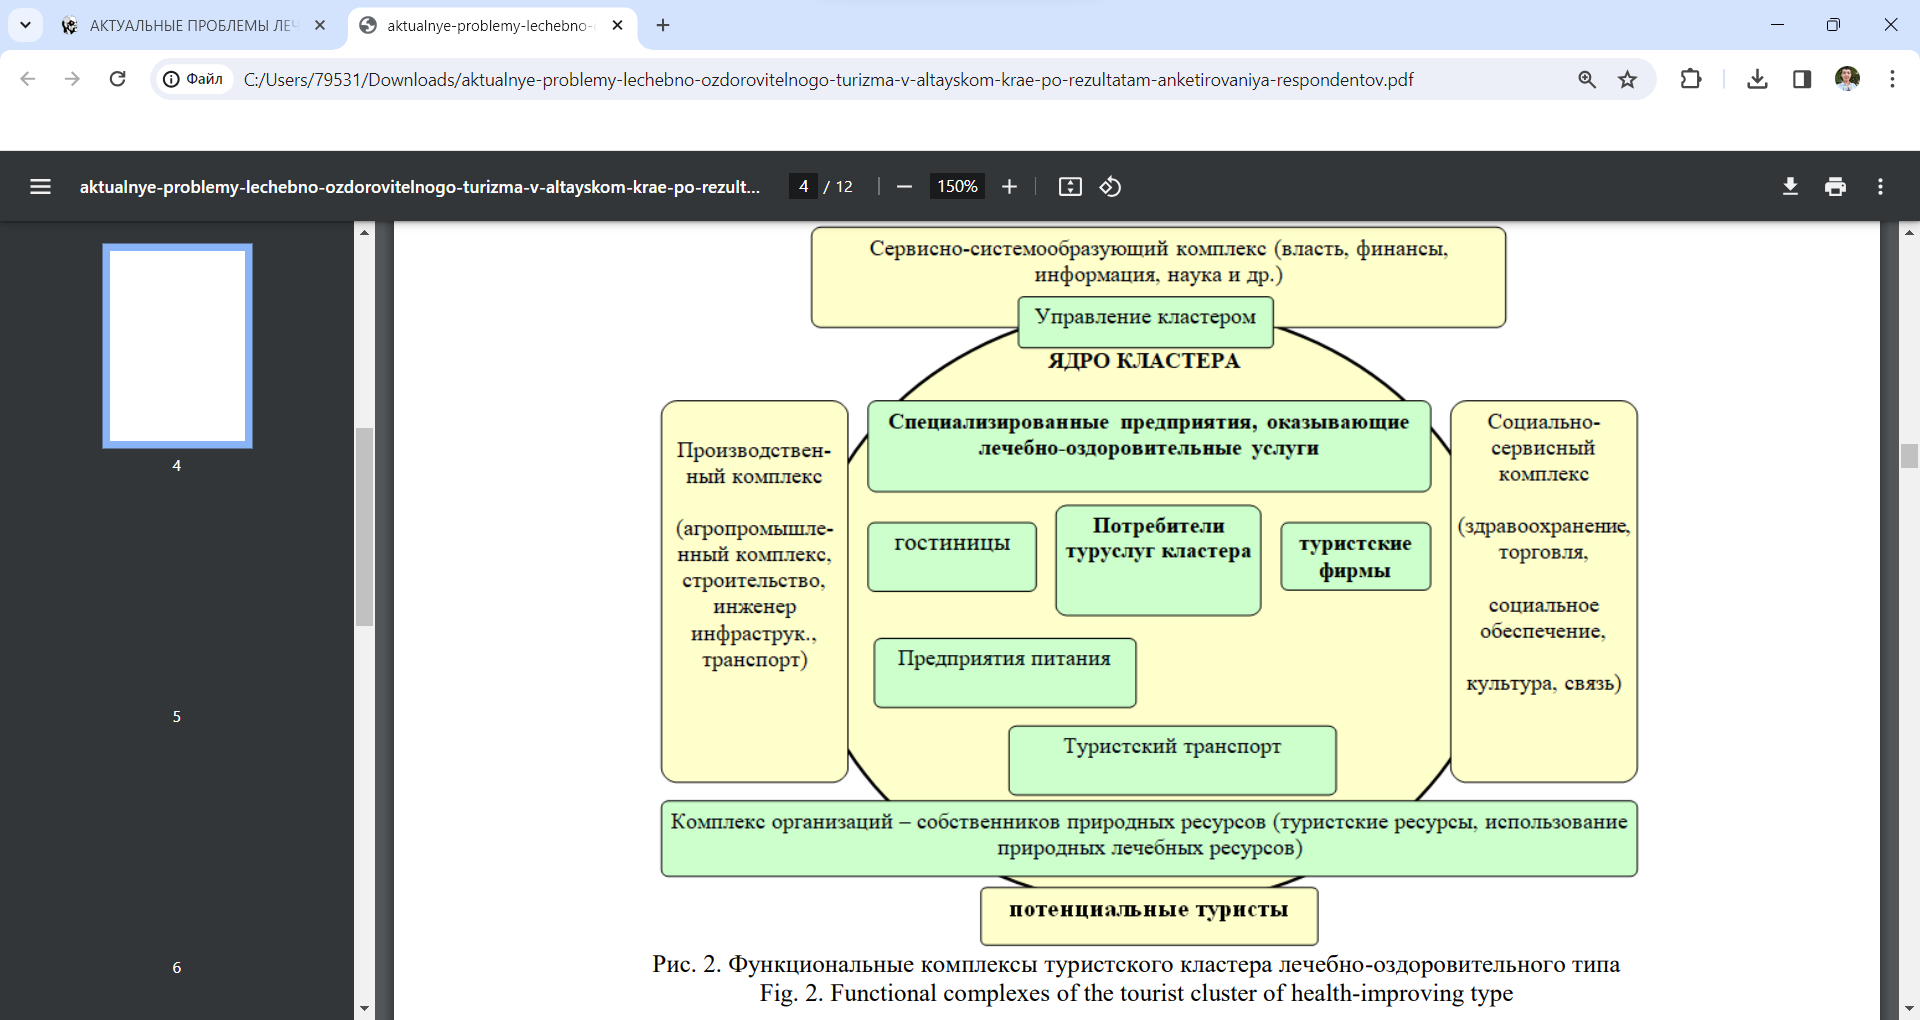 АКТУАЛЬНЫЕ ПРОБЛЕМЫ ЛЕЧ
aktualnye-problemy-lechebno-
Файл
C:/Users/79531/Downloads/aktualnye-problemy-lechebno-ozdorovitelnogo-turizma-v-altayskom-krae-po-rezultatam-anketirovaniya-respondentov.pdf
aktualnye-problemy-lechebno-ozdorovitelnogo-turizma-v-altayskom-krae-po-rezult...
4 / 12
150%
4
5
6
Сервисно-системообразующий комплекс (власть, финансы,
информация, наука и др.)
Управление кластером
ЯДРО КЛАСТЕРА
Производствен-
ный комплекс
(агропромышле-
нный комплекс,
строительство,
инженер
инфраструк.,
транспорт)
Специализированные предприятия, оказывающие
лечебно-оздоровительные услуги
гостиницы
Потребители
туруслуг кластера
туристские
фирмы
Предприятия питания
Туристский транспорт
Социально-
сервисный
комплекс
(здравоохранение,
торговля,
социальное
обеспечение,
культура, связь)
Комплекс организаций – собственников природных ресурсов (туристские ресурсы, использование
природных лечебных ресурсов)
потенциальные туристы
Рис. 2. Функциональные комплексы туристского кластера лечебно-оздоровительного типа
Fig. 2. Functional complexes of the tourist cluster of health-improving type